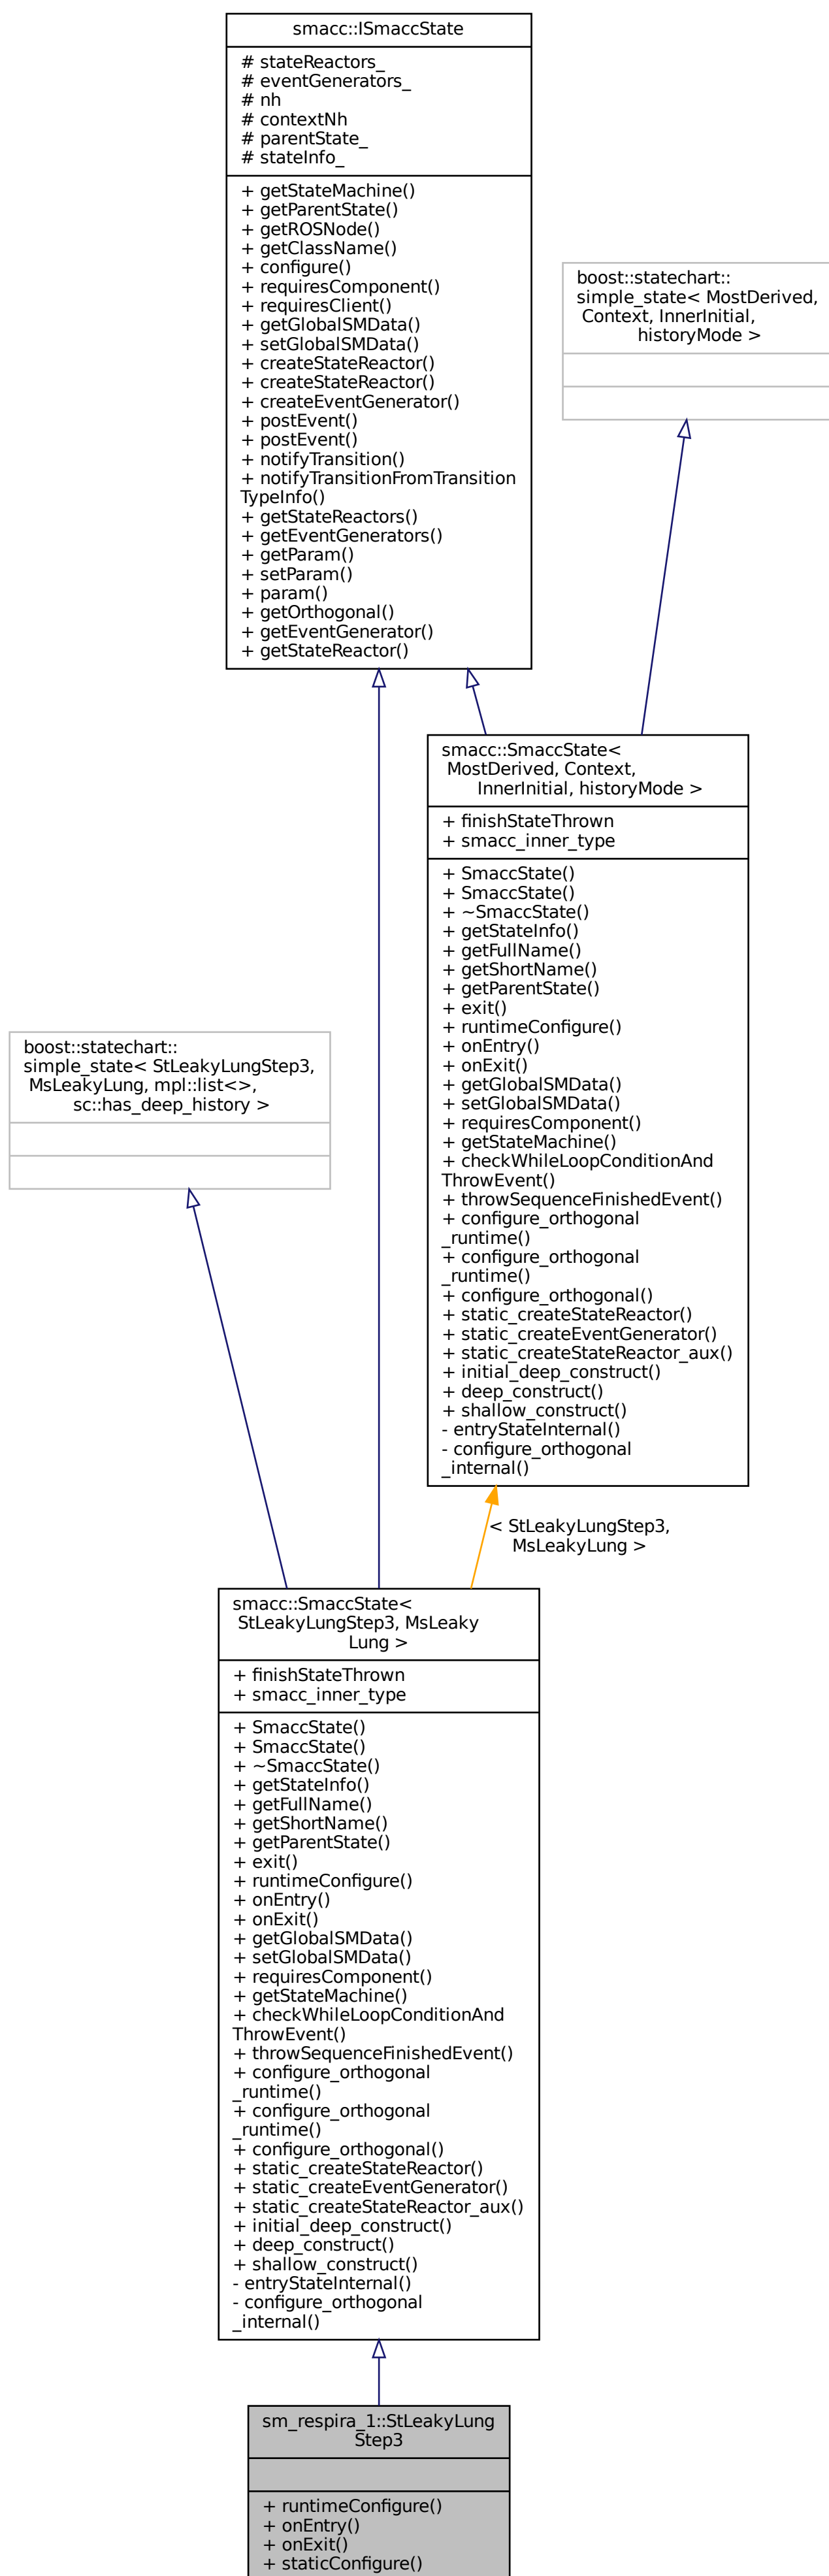 smacc::ISmaccState
# stateReactors_
# eventGenerators_
# nh
# contextNh
# parentState_
# stateInfo_
+ getStateMachine()
+ getParentState()
+ getROSNode()
+ getClassName()
+ configure()
+ requiresComponent()
+ requiresClient()
+ getGlobalSMData()
+ setGlobalSMData()
+ createStateReactor()
+ createStateReactor()
+ createEventGenerator()
+ postEvent()
+ postEvent()
+ notifyTransition()
+ notifyTransitionFromTransition
TypeInfo()
+ getStateReactors()
+ getEventGenerators()
+ getParam()
+ setParam()
+ param()
+ getOrthogonal()
+ getEventGenerator()
+ getStateReactor()
boost::statechart::
simple_state< MostDerived,
Context, InnerInitial,
historyMode >
smacc::SmaccState<
MostDerived, Context,
InnerInitial, historyMode >
+ finishStateThrown
+ smacc_inner_type
+ SmaccState()
+ SmaccState()
+ ~SmaccState()
+ getStateInfo()
+ getFullName()
+ getShortName()
+ getParentState()
+ exit()
+ runtimeConfigure()
+ onEntry()
+ onExit()
+ getGlobalSMData()
+ setGlobalSMData()
+ requiresComponent()
+ getStateMachine()
+ checkWhileLoopConditionAnd
ThrowEvent()
+ throwSequenceFinishedEvent()
+ configure_orthogonal
_runtime()
+ configure_orthogonal
_runtime()
+ configure_orthogonal()
+ static_createStateReactor()
+ static_createEventGenerator()
+ static_createStateReactor_aux()
+ initial_deep_construct()
+ deep_construct()
+ shallow_construct()
- entryStateInternal()
- configure_orthogonal
_internal()
boost::statechart::
simple_state< StLeakyLungStep3,
MsLeakyLung, mpl::list<>,
sc::has_deep_history >
< StLeakyLungStep3,
MsLeakyLung >
smacc::SmaccState<
StLeakyLungStep3, MsLeaky
Lung >
+ finishStateThrown
+ smacc_inner_type
+ SmaccState()
+ SmaccState()
+ ~SmaccState()
+ getStateInfo()
+ getFullName()
+ getShortName()
+ getParentState()
+ exit()
+ runtimeConfigure()
+ onEntry()
+ onExit()
+ getGlobalSMData()
+ setGlobalSMData()
+ requiresComponent()
+ getStateMachine()
+ checkWhileLoopConditionAnd
ThrowEvent()
+ throwSequenceFinishedEvent()
+ configure_orthogonal
_runtime()
+ configure_orthogonal
_runtime()
+ configure_orthogonal()
+ static_createStateReactor()
+ static_createEventGenerator()
+ static_createStateReactor_aux()
+ initial_deep_construct()
+ deep_construct()
+ shallow_construct()
- entryStateInternal()
- configure_orthogonal
_internal()
sm_respira_1::StLeakyLung
Step3
+ runtimeConfigure()
+ onEntry()
+ onExit()
+ staticConfigure()